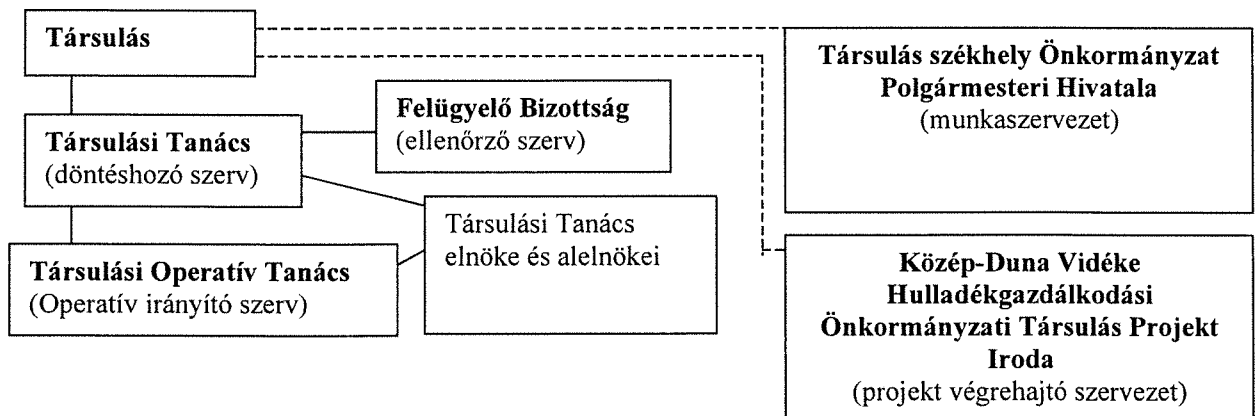 Társulás
Társulási Tanács
(döntéshozó szerv)
Társulási Operatív Tanács
(Operatív irányító szerv)
Felügyelő Bizottság
(ellenőrző szerv)
Társulási Tanács
elnöke és alelnökei
Társulás székhely Önkormányzat
Polgármesteri Hivatala
(munkaszervezet)
Közép-Duna Vidéke
Hulladékgazdálkodási
Önkormányzati Társulás Projekt
Iroda
(projekt végrehajtó szervezet)